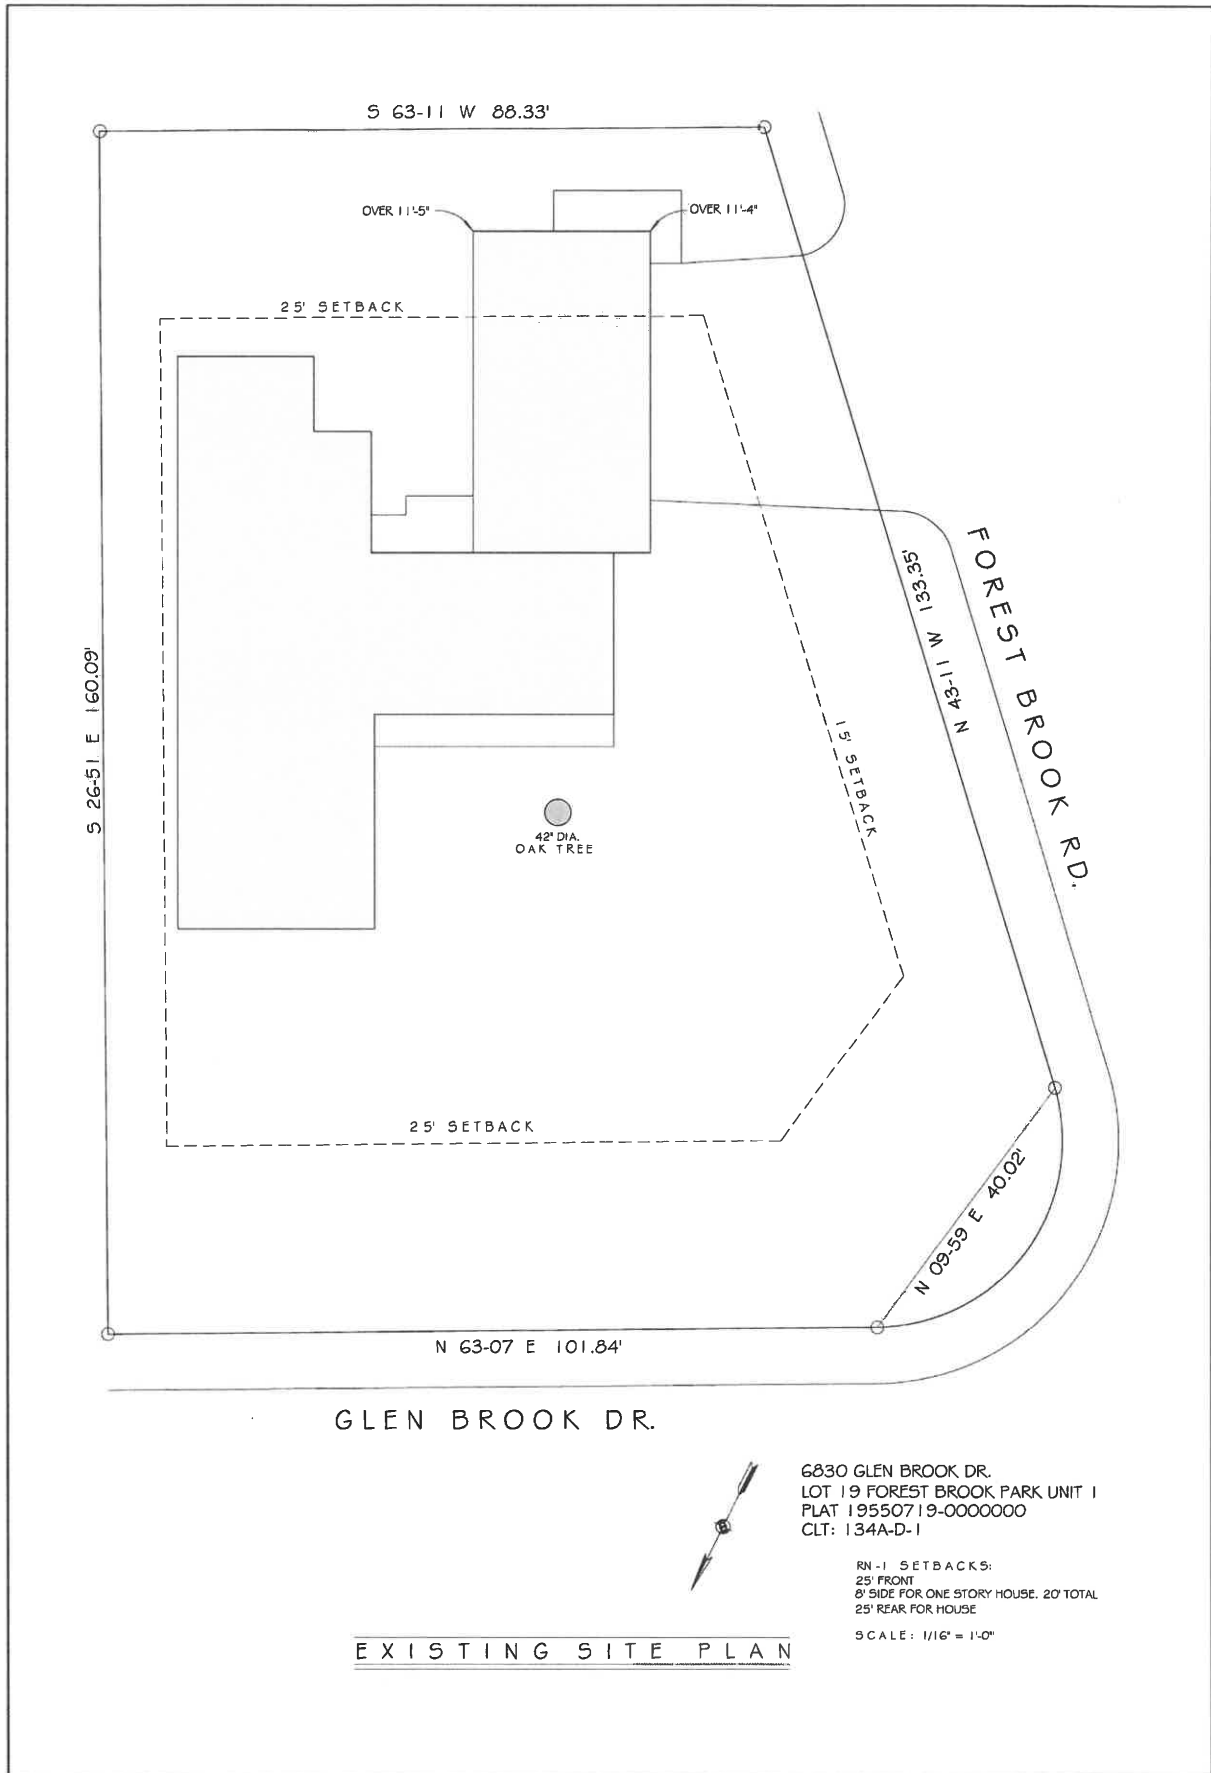 S 63-11 W 88.33'
OVER 11'-5"
OVER 11'-4"
25' SETBACK
FOREST BROOK RD.
N 43-11 W 133.35'
S 26-51 E 160.09'
15' SETBACK
42" DIA.
OAK TREE
25' SETBACK
N 09-59 E 40.02'
N 63-07 E 101.84'
GLEN BROOK DR.
6830 GLEN BROOK DR.
LOT 19 FOREST BROOK PARK UNIT 1
PLAT 19550719-0000000
CLT: 134A-D-1
RN-1 SETBACKS:
25' FRONT
8' SIDE FOR ONE STORY HOUSE. 20' TOTAL
25' REAR FOR HOUSE
SCALE: 1/16" = 1'-0"
EXISTING SITE PLAN